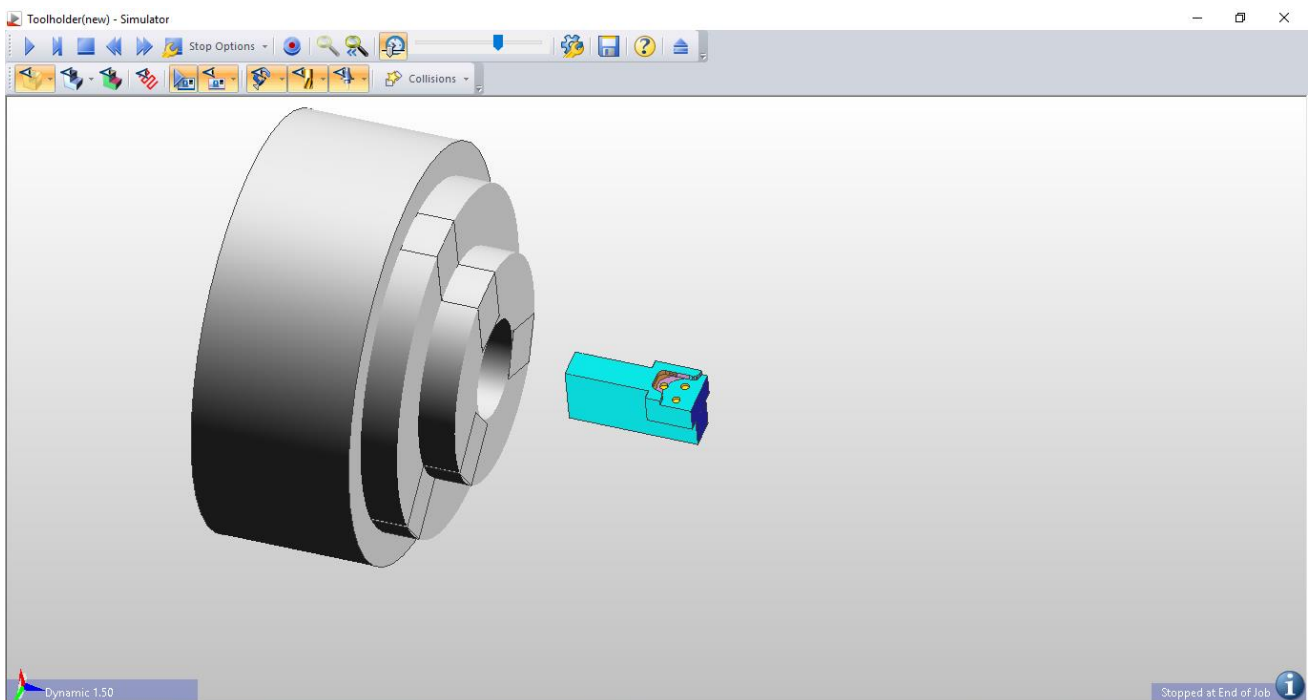 Toolholder(new) - Simulator
Stop Options
Collisions
Dynamic 1.50
Stopped at End of Job